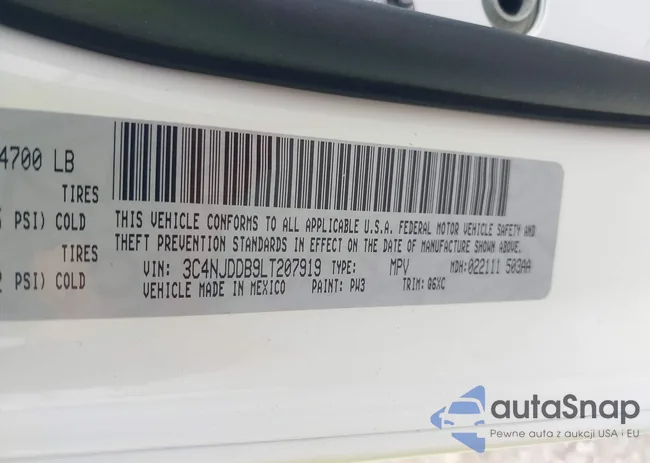 4700 LB
TIRES
PSI) COLD
TIRES
PSI) COLD
THIS VEHICLE CONFORMS TO ALL APPLICABLE U.S.A. FEDERAL MOTOR VEHICLE SAFETY AND
THEFT PREVENTION STANDARDS IN EFFECT ON THE DATE OF MANUFACTURE SHOWN ABOVE.
VIN: 3C4NJDDB9LT207919 TYPE: MPV MDH:022111 503AA
VEHICLE MADE IN MEXICO PAINT: PW3 TRIM: Q6XC
autaSnap
Pewne auta z aukcji USA i EU